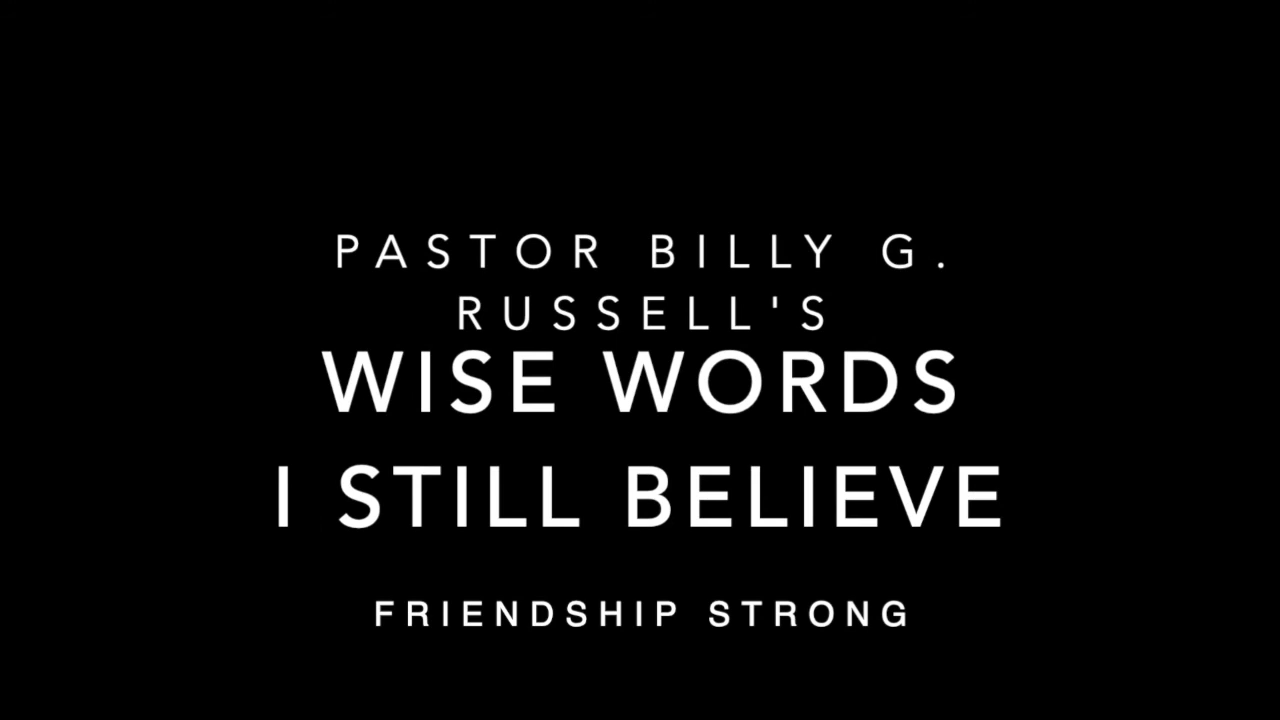 PASTOR BILLY G.
RUSSELL'S
WISE WORDS
I STILL BELIEVE
FRIENDSHIP STRONG